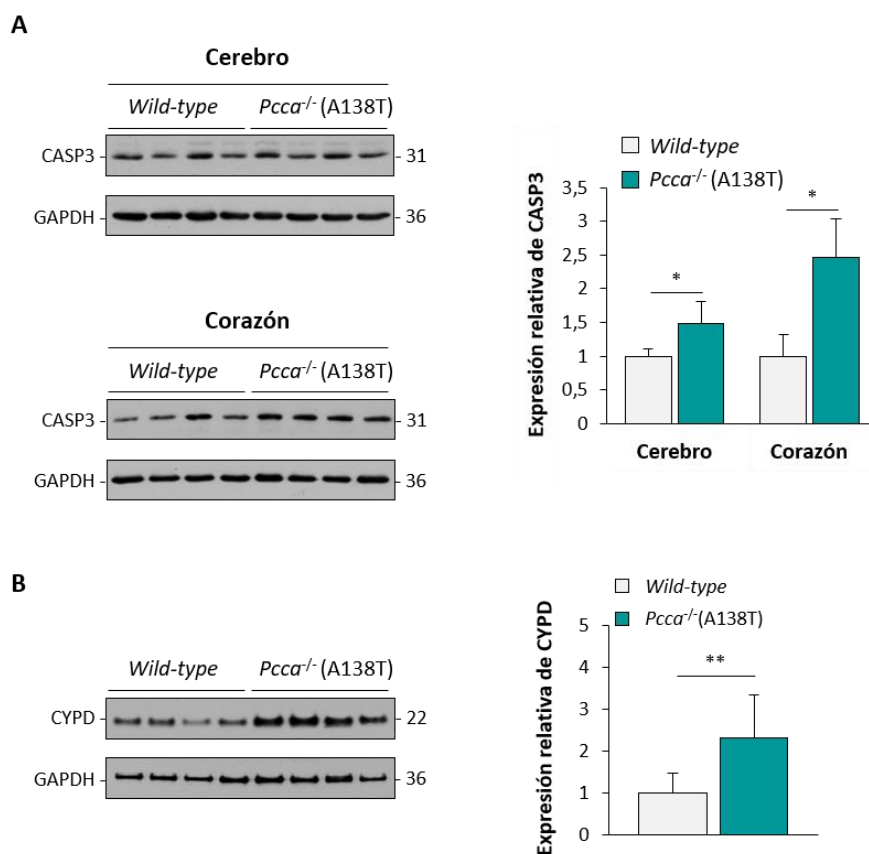 A
Cerebro
Wild-type Pcca-/- (A138T)
CASP3 - - 31
GAPDH - - 36
Corazón
Wild-type Pcca-/- (A138T)
CASP3 - - 31
GAPDH - - 36
Wild-type
Pcca-/- (A138T)
Expresión relativa de CASP3
3,5
3
2,5
2
1,5
1
0,5
0
*
*
Cerebro Corazón
B
Wild-type Pcca-/- (A138T)
CYPD - - 22
GAPDH - - 36
Wild-type
Pcca-/-(A138T)
Expresión relativa de CYPD
5
4
3
2
1
0
**